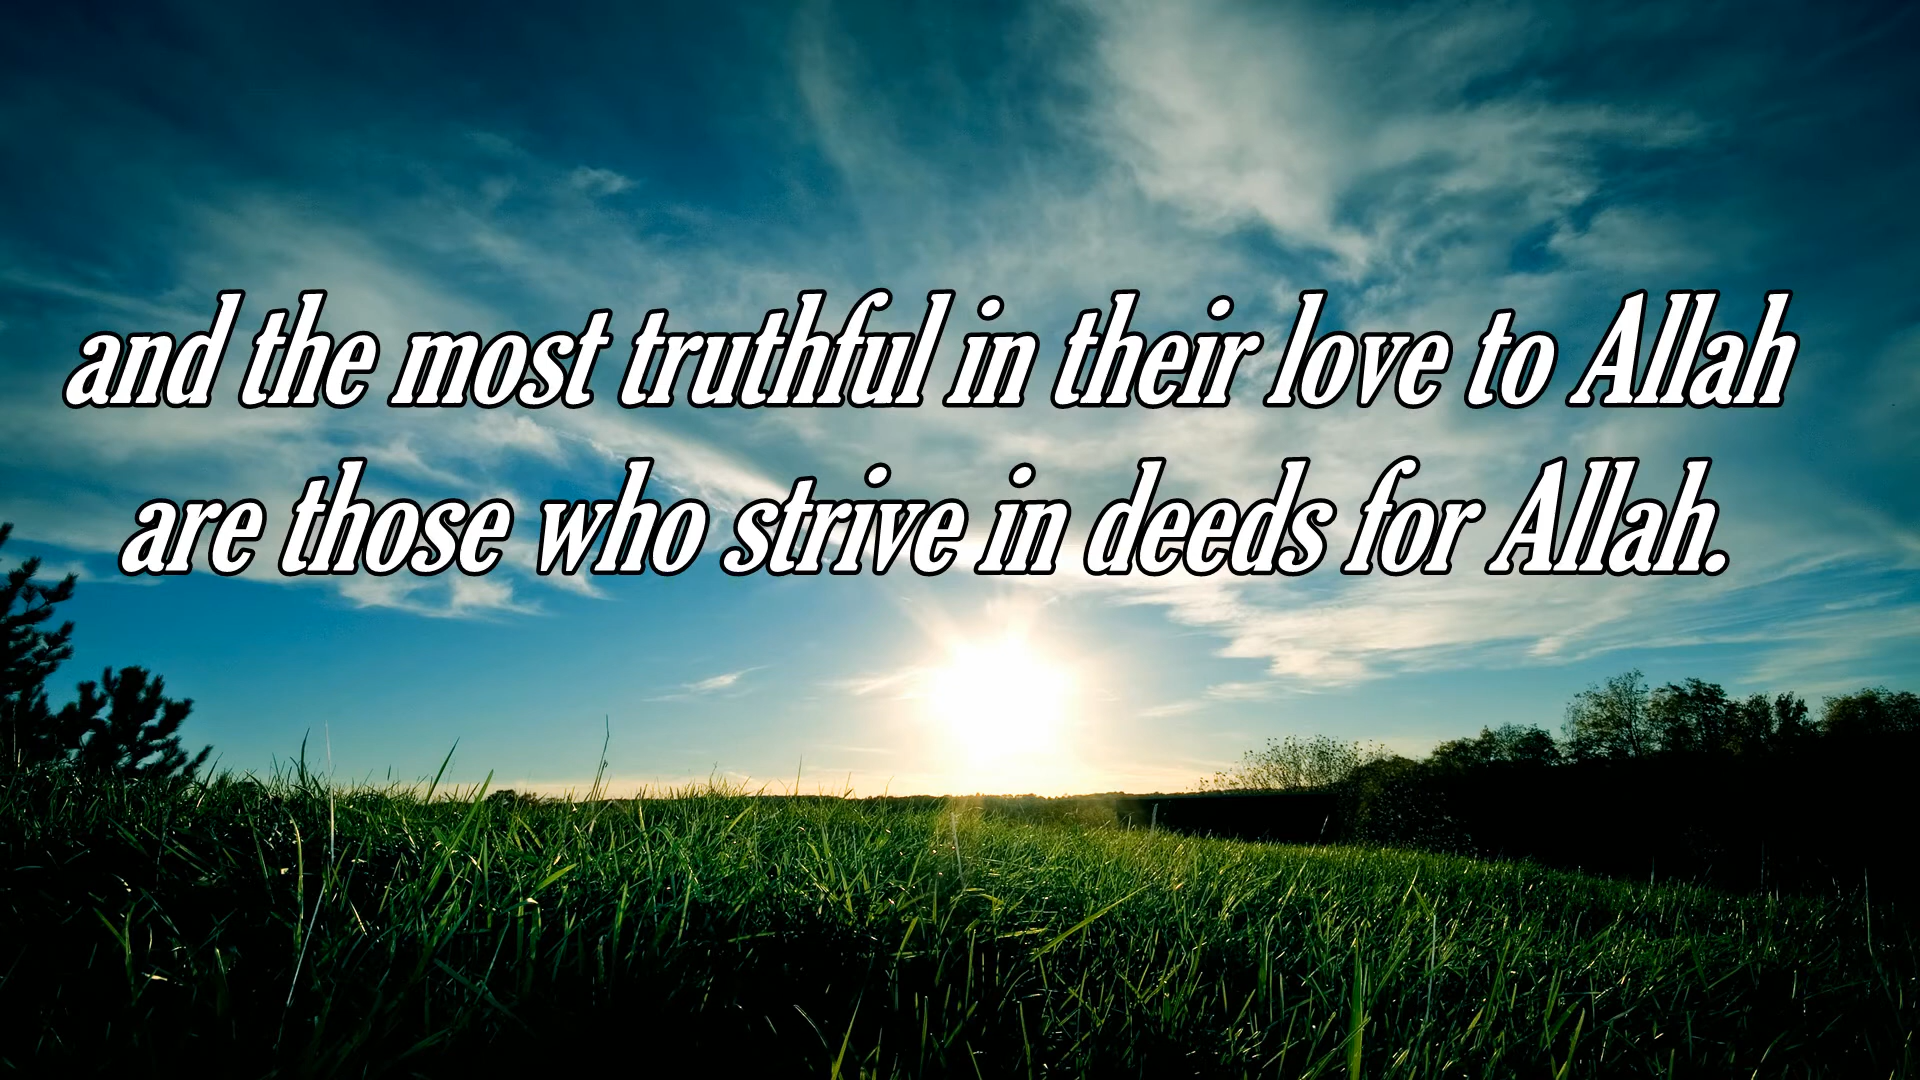 and the most truthful in their love to Allah
are those who strive in deeds for Allah.